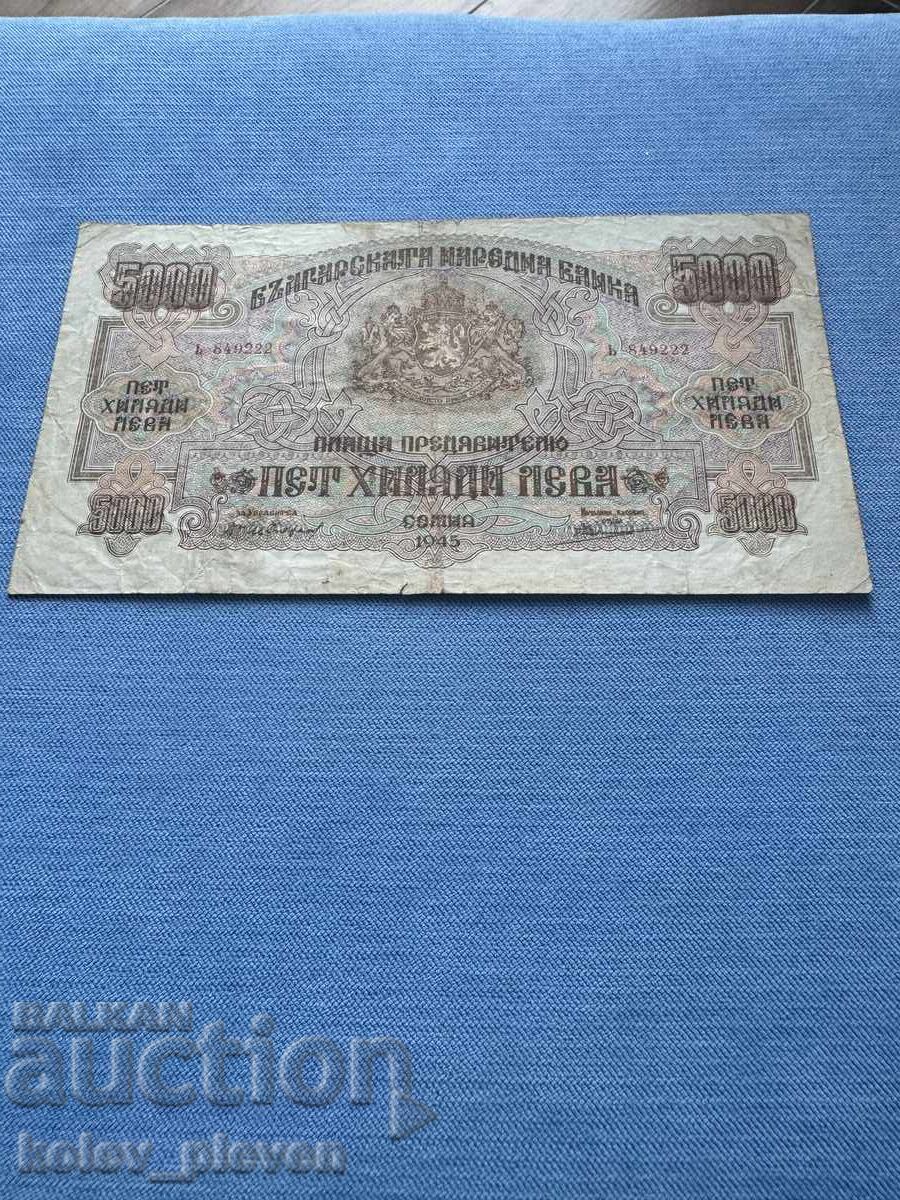 5000 БЪЛГАРСКАТА НАРОДНА БАНКА 5000
Ь 849222 Ь 849222
ПЕТ ХИЛЯДИ ЛЕВА
ПЕТ ХИЛЯДИ ЛЕВА
ПЛАЩА ПРЕДАВИТЕЛЮ
ПЕТ ХИЛЯДИ ЛЕВА
5000 СОФИЯ 5000
1945
BALKAN
auction
kolev_pleven